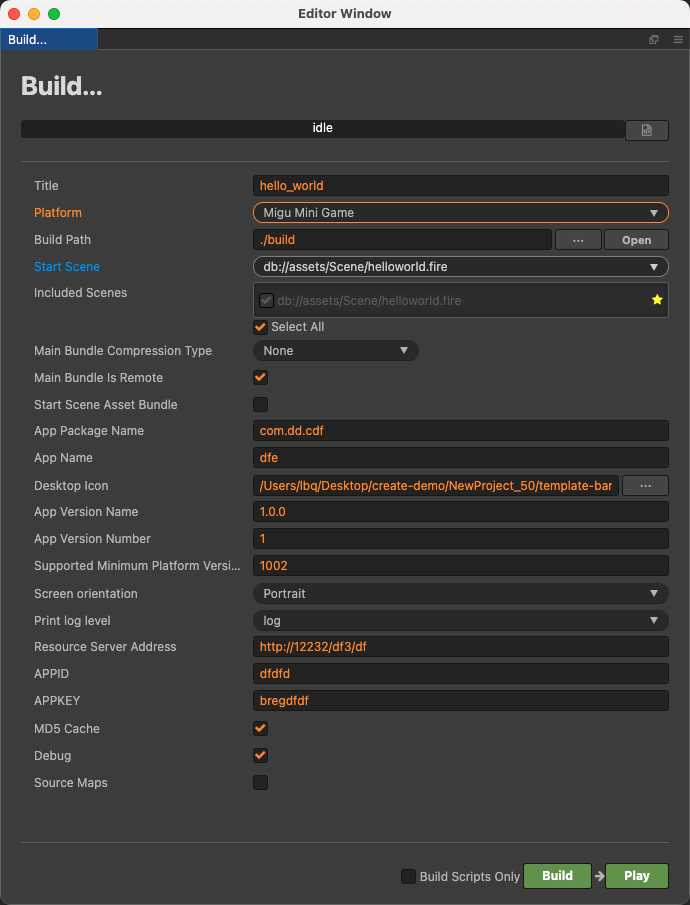 Editor Window
Build...
Build...
idle
Title hello_world
Platform Migu Mini Game
Build Path ./build ... Open
Start Scene db://assets/Scene/helloworld.fire
Included Scenes db://assets/Scene/helloworld.fire
Select All
Main Bundle Compression Type None
Main Bundle Is Remote
Start Scene Asset Bundle
App Package Name com.dd.cdf
App Name dfe
Desktop Icon /Users/lbq/Desktop/create-demo/NewProject_50/template-bar ...
App Version Name 1.0.0
App Version Number 1
Supported Minimum Platform Versi... 1002
Screen orientation Portrait
Print log level log
Resource Server Address http://12232/df3/df
APPID dfdfd
APPKEY bregdfdf
MD5 Cache
Debug
Source Maps
Build Scripts Only Build Play